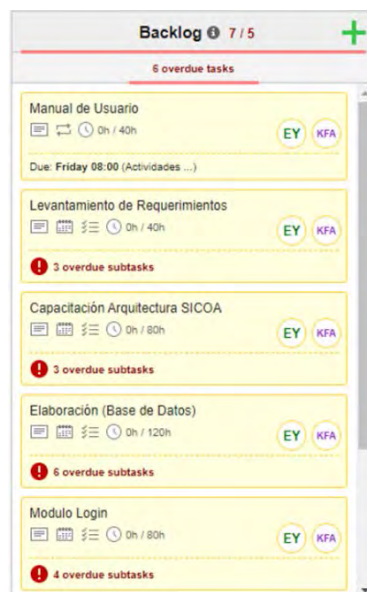 Backlog 7 / 5
6 overdue tasks
Manual de Usuario
0h / 40h
EY KFA
Due: Friday 08:00 (Actividades ...)
Levantamiento de Requerimientos
0h / 40h
EY KFA
3 overdue subtasks
Capacitación Arquitectura SICOA
0h / 80h
EY KFA
3 overdue subtasks
Elaboración (Base de Datos)
0h / 120h
EY KFA
6 overdue subtasks
Modulo Login
0h / 80h
EY KFA
4 overdue subtasks